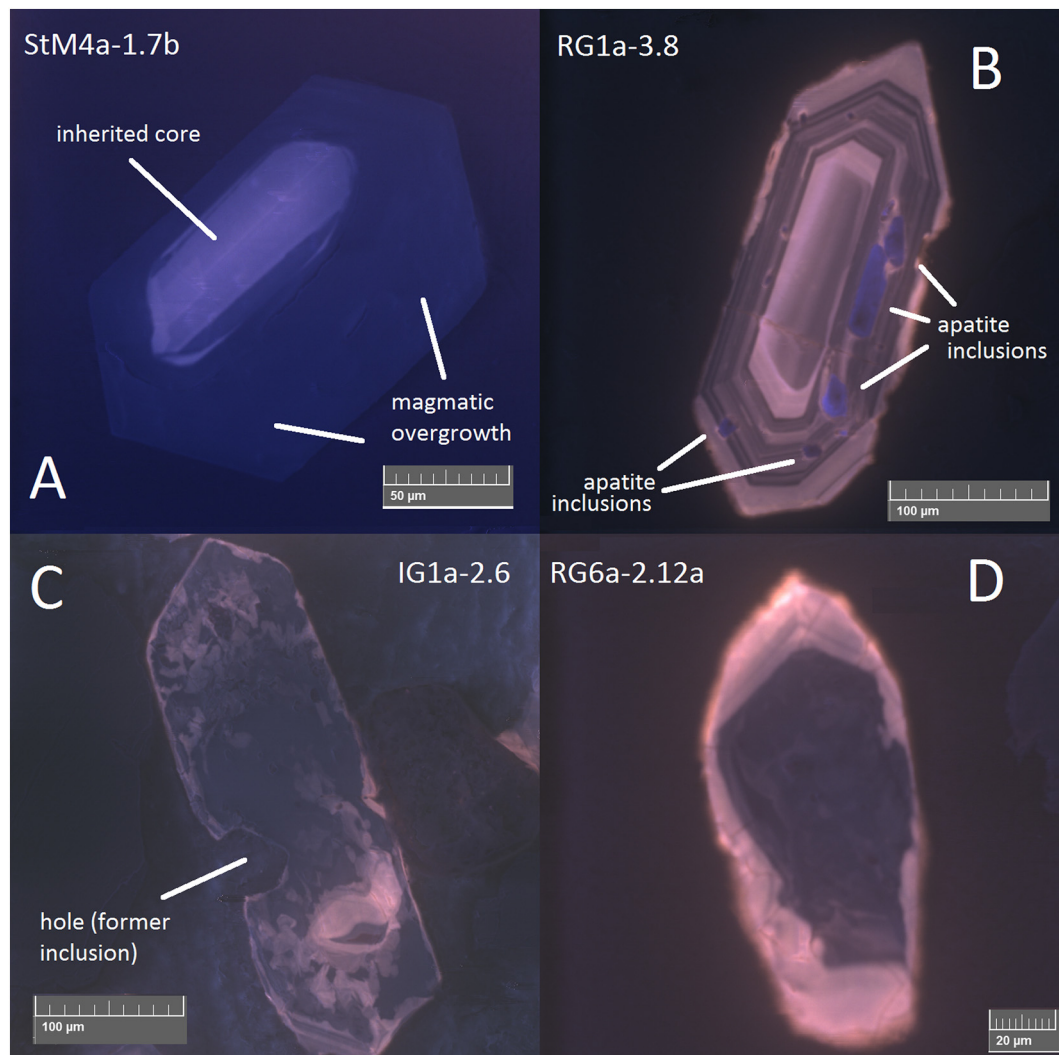 StM4a-1.7b
inherited core
magmatic
overgrowth
A
50 µm
RG1a-3.8
B
apatite
inclusions
apatite
inclusions
100 µm
C
IG1a-2.6
hole (former
inclusion)
100 µm
RG6a-2.12a
D
20 µm